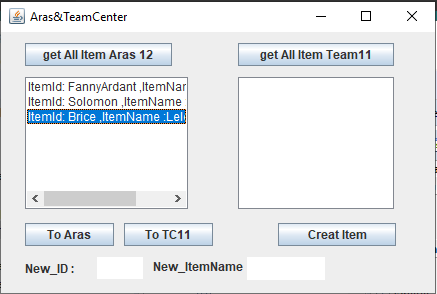 Aras&TeamCenter
get All Item Aras 12
get All Item Team11
ItemId: FannyArdant ,ItemNar
ItemId: Solomon ,ItemName
ItemId: Brice ,ItemName :Lel
To Aras
To TC11
Creat Item
New_ID :
New_ItemName